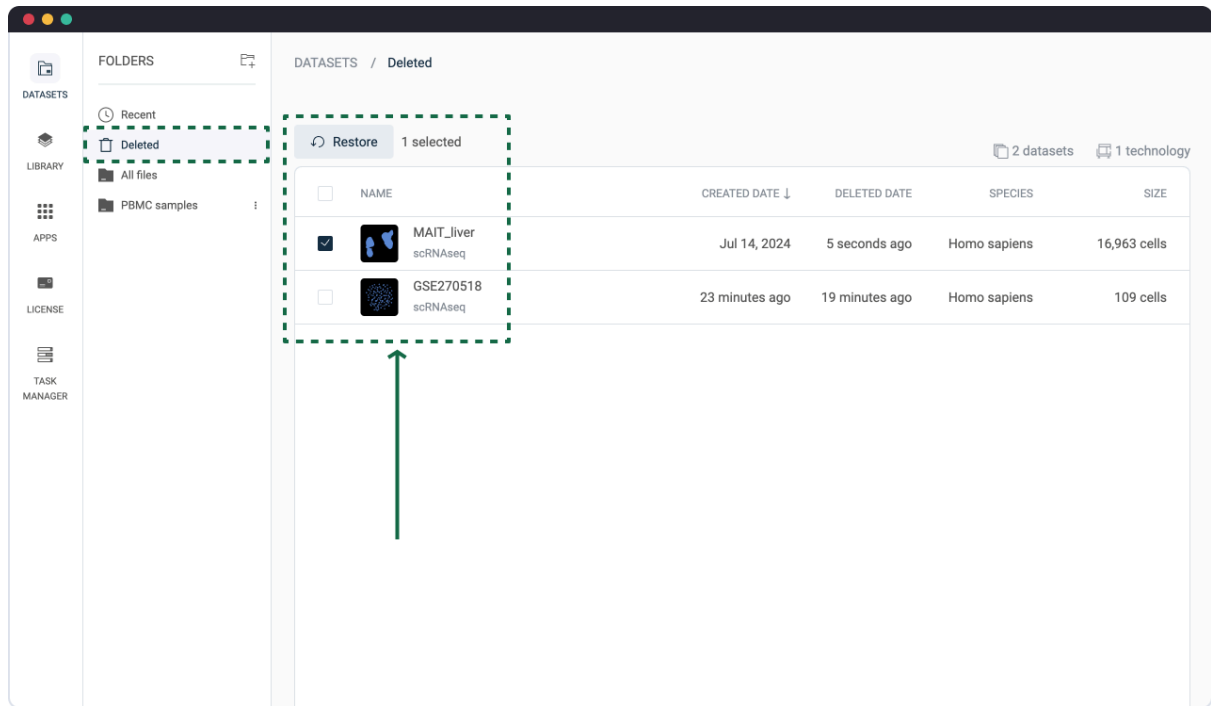 DATASETS
LIBRARY
APPS
LICENSE
TASK
MANAGER
FOLDERS
Recent
Deleted
All files
PBMC samples
DATASETS / Deleted
Restore 1 selected
2 datasets 1 technology
NAME CREATED DATE ↓ DELETED DATE SPECIES SIZE
MAIT_liver
scRNAseq
Jul 14, 2024 5 seconds ago Homo sapiens 16,963 cells
GSE270518
scRNAseq
23 minutes ago 19 minutes ago Homo sapiens 109 cells